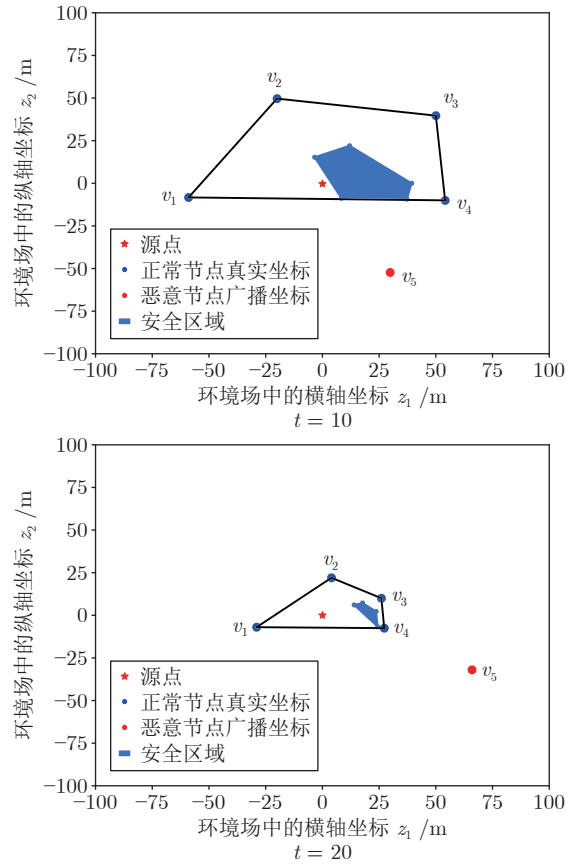 100
75
50
25
0
−25
−50
−75
−100
环境场中的纵轴坐标 z₂ /m
v₁
v₂
v₃
v₄
v₅
源点
正常节点真实坐标
恶意节点广播坐标
安全区域
−100 −75 −50 −25 0 25 50 75 100
环境场中的横轴坐标 z₁ /m
t = 10
100
75
50
25
0
−25
−50
−75
−100
环境场中的纵轴坐标 z₂ /m
v₁
v₂
v₃
v₄
v₅
源点
正常节点真实坐标
恶意节点广播坐标
安全区域
−100 −75 −50 −25 0 25 50 75 100
环境场中的横轴坐标 z₁ /m
t = 20